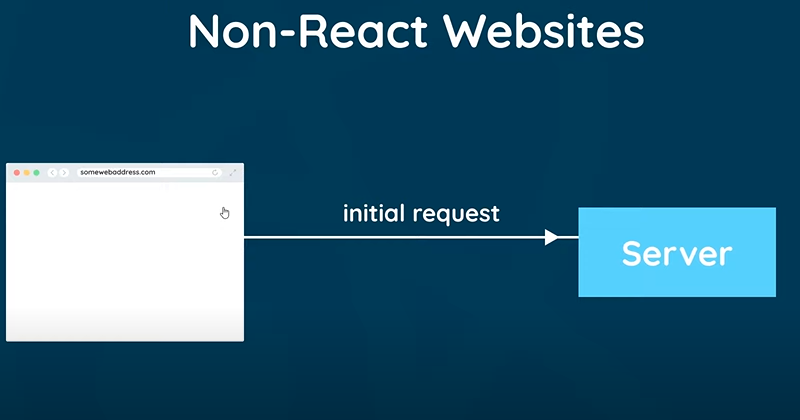 Non-React Websites
somewebaddress.com
initial request
Server